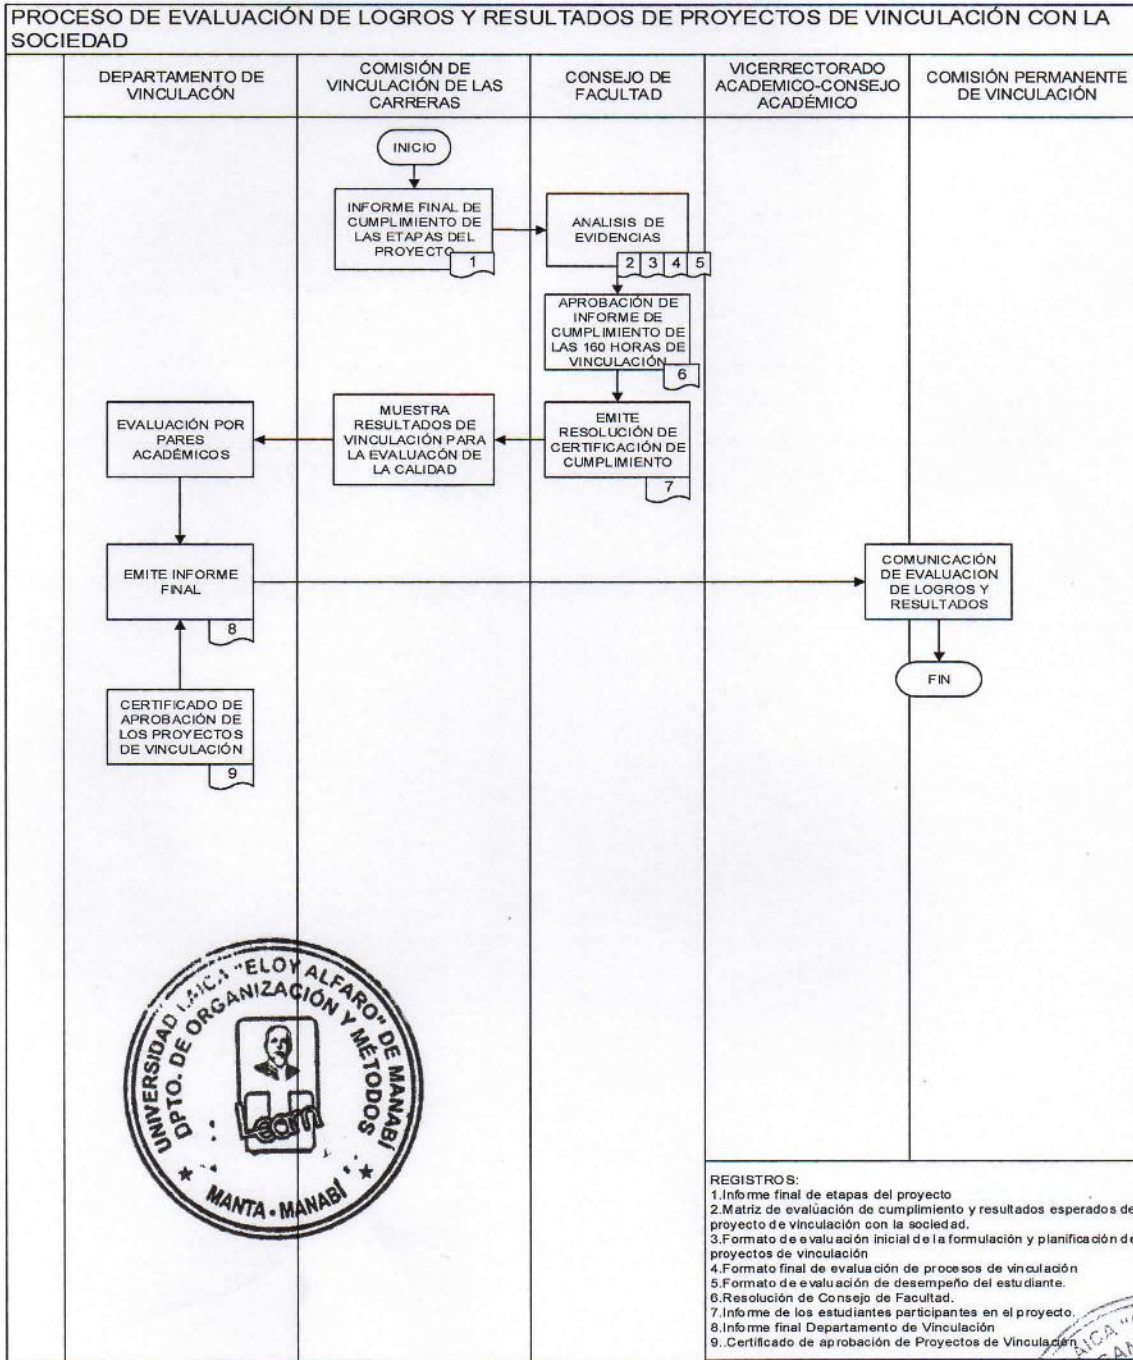 PROCESO DE EVALUACIÓN DE LOGROS Y RESULTADOS DE PROYECTOS DE VINCULACIÓN CON LA
SOCIEDAD
DEPARTAMENTO DE
VINCULACÓN
COMISIÓN DE
VINCULACIÓN DE LAS
CARRERAS
CONSEJO DE
FACULTAD
VICERRECTORADO
ACADEMICO-CONSEJO
ACADÉMICO
COMISIÓN PERMANENTE
DE VINCULACIÓN
INICIO
INFORME FINAL DE
CUMPLIMIENTO DE
LAS ETAPAS DEL
PROYECTO
1
ANALISIS DE
EVIDENCIAS
2 3 4 5
APROBACIÓN DE
INFORME DE
CUMPLIMIENTO DE
LAS 160 HORAS DE
VINCULACIÓN
6
EMITE
RESOLUCIÓN DE
CERTIFICACIÓN DE
CUMPLIMIENTO
7
MUESTRA
RESULTADOS DE
VINCULACIÓN PARA
LA EVALUACÓN DE
LA CALIDAD
EVALUACIÓN POR
PARES
ACADÉMICOS
EMITE INFORME
FINAL
8
COMUNICACIÓN
DE EVALUACION
DE LOGROS Y
RESULTADOS
FIN
CERTIFICADO DE
APROBACIÓN DE
LOS PROYECTOS
DE VINCULACIÓN
9
UNIVERSIDAD LAICA "ELOY ALFARO" DE MANABÍ
DPTO. DE ORGANIZACIÓN Y MÉTODOS
MANTA - MANABÍ
REGISTROS:
1.Informe final de etapas del proyecto
2.Matriz de evaluación de cumplimiento y resultados esperados de
proyecto de vinculación con la sociedad.
3.Formato de evaluación inicial de la formulación y planificación de
proyectos de vinculación
4.Formato final de evaluación de procesos de vinculación
5.Formato de evaluación de desempeño del estudiante.
6.Resolución de Consejo de Facultad.
7.Informe de los estudiantes participantes en el proyecto.
8.Informe final Departamento de Vinculación
9..Certificado de aprobación de Proyectos de Vinculación